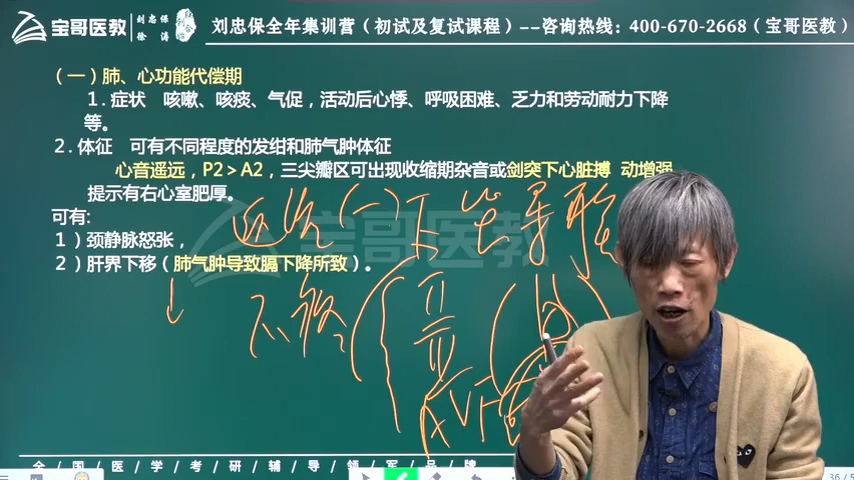 宝哥医教 刘忠保 徐涛
刘忠保全年集训营（初试及复试课程）--咨询热线：400-670-2668（宝哥医教）
（一）肺、心功能代偿期
1．症状 咳嗽、咳痰、气促，活动后心悸、呼吸困难、乏力和劳动耐力下降
等。
2．体征 可有不同程度的发绀和肺气肿体征
心音遥远，P2＞A2，三尖瓣区可出现收缩期杂音或剑突下心脏搏 动增强
提示有右心室肥厚。
可有：
1）颈静脉怒张，
2）肝界下移（肺气肿导致膈下降所致）。
宝哥医教
全/国/医/学/考/研/辅/导/领/军/品/牌
36/5